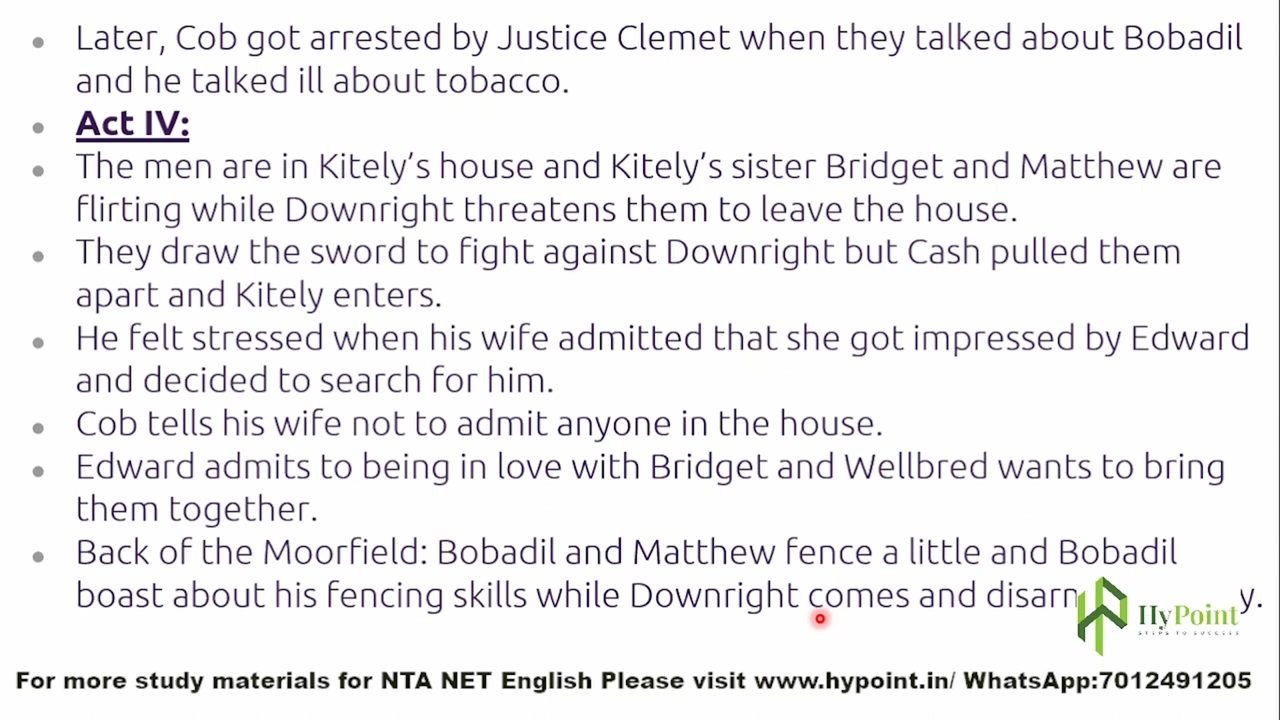 Later, Cob got arrested by Justice Clemet when they talked about Bobadil
and he talked ill about tobacco.
Act IV:
The men are in Kitely's house and Kitely's sister Bridget and Matthew are
flirting while Downright threatens them to leave the house.
They draw the sword to fight against Downright but Cash pulled them
apart and Kitely enters.
He felt stressed when his wife admitted that she got impressed by Edward
and decided to search for him.
Cob tells his wife not to admit anyone in the house.
Edward admits to being in love with Bridget and Wellbred wants to bring
them together.
Back of the Moorfield: Bobadil and Matthew fence a little and Bobadil
boast about his fencing skills while Downright comes and
HyPoint
STEPS TO SUCCESS
For more study materials for NTA NET English Please visit www.hypoint.in/ WhatsApp:7012491205